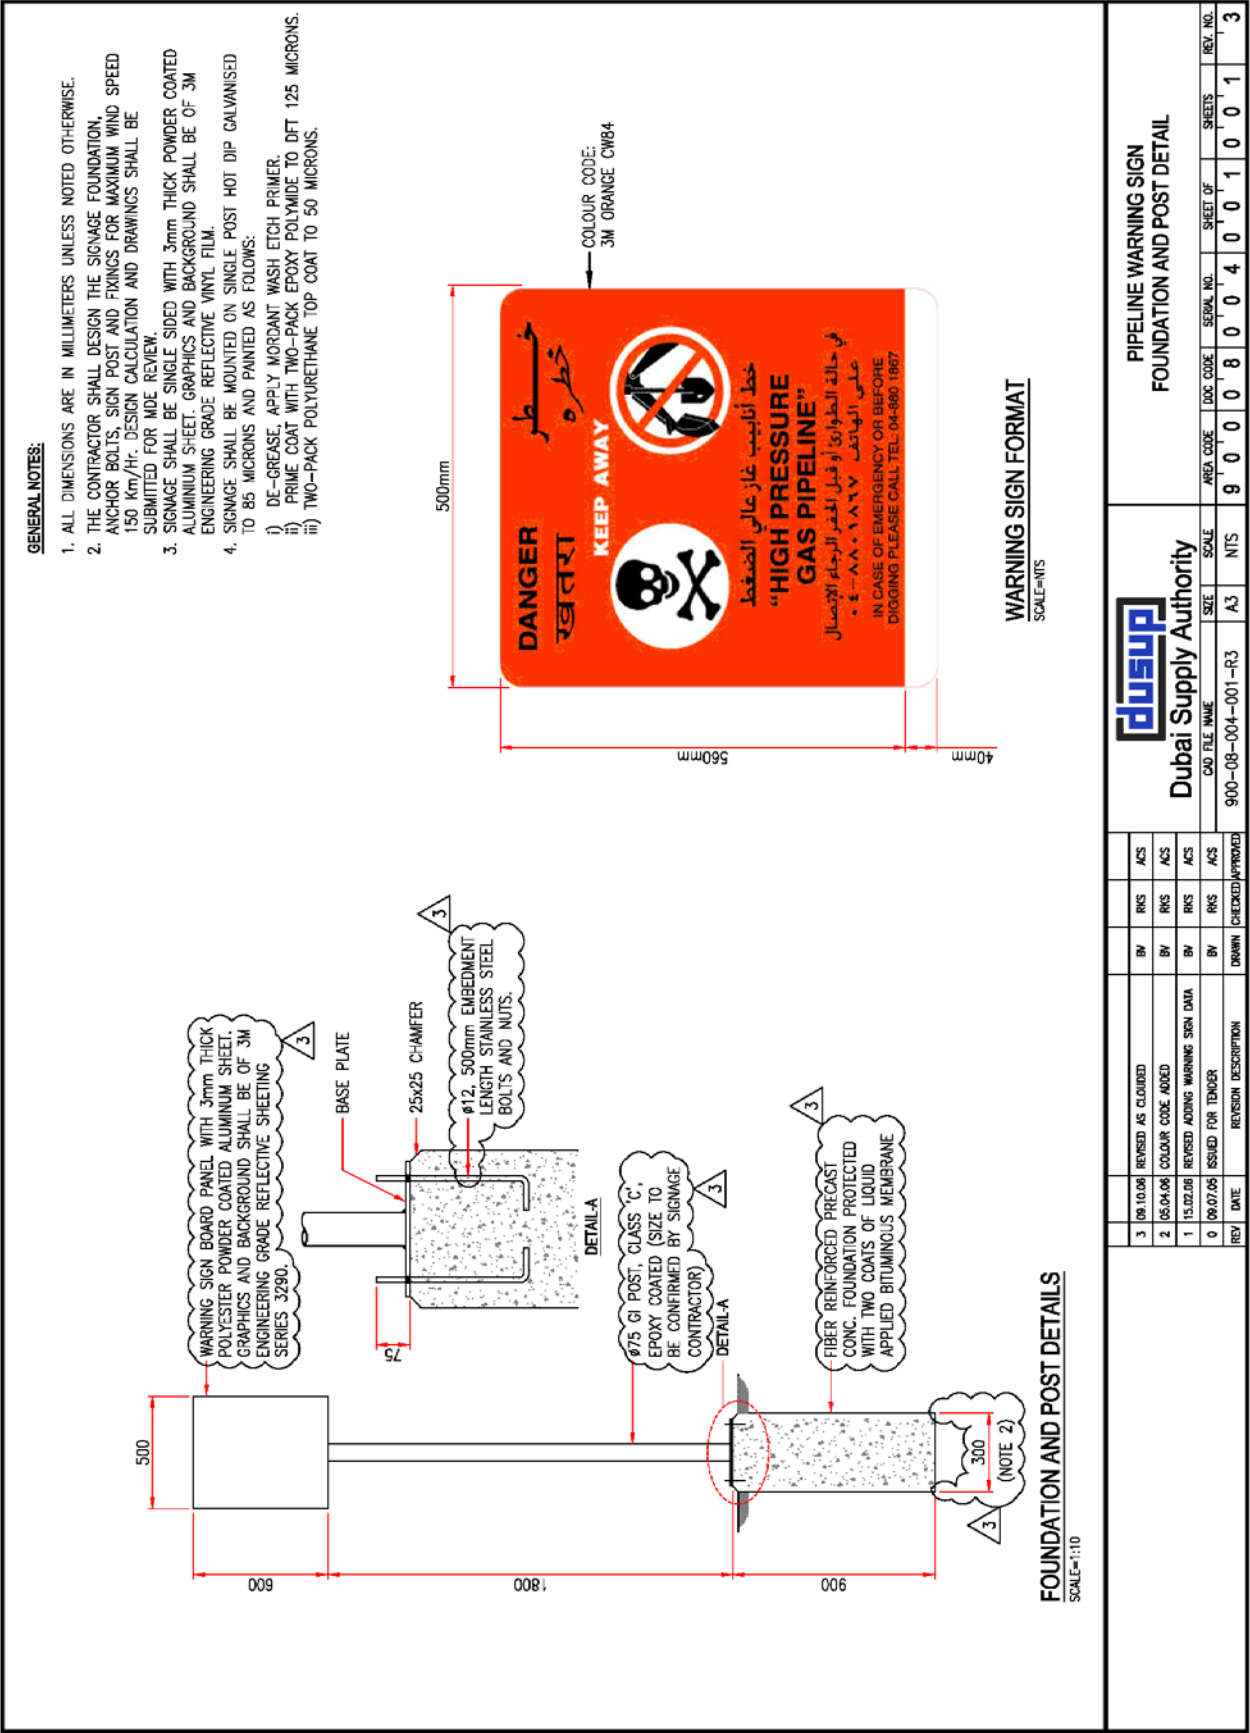 GENERAL NOTES:
1. ALL DIMENSIONS ARE IN MILLIMETERS UNLESS NOTED OTHERWISE.
2. THE CONTRACTOR SHALL DESIGN THE SIGNAGE FOUNDATION,
ANCHOR BOLTS, SIGN POST AND FIXINGS FOR MAXIMUM WIND SPEED
150 Km/Hr. DESIGN CALCULATION AND DRAWINGS SHALL BE
SUBMITTED FOR MDE REVIEW.
3. SIGNAGE SHALL BE SINGLE SIDED WITH 3mm THICK POWDER COATED
ALUMINIUM SHEET. GRAPHICS AND BACKGROUND SHALL BE OF 3M
ENGINEERING GRADE REFLECTIVE VINYL FILM.
4. SIGNAGE SHALL BE MOUNTED ON SINGLE POST HOT DIP GALVANISED
TO 85 MICRONS AND PAINTED AS FOLOWS:
i) DE-GREASE, APPLY MORDANT WASH ETCH PRIMER.
ii) PRIME COAT WITH TWO-PACK EPOXY POLYMIDE TO DFT 125 MICRONS.
iii) TWO-PACK POLYURETHANE TOP COAT TO 50 MICRONS.
500
600
1800
900
WARNING SIGN BOARD PANEL WITH 3mm THICK
POLYESTER POWDER COATED ALUMINUM SHEET.
GRAPHICS AND BACKGROUND SHALL BE OF 3M
ENGINEERING GRADE REFLECTIVE SHEETING
SERIES 3290.
3
BASE PLATE
25x25 CHAMFER
75
ø12, 500mm EMBEDMENT
LENGTH STAINLESS STEEL
BOLTS AND NUTS.
3
DETAIL-A
ø75 GI POST, CLASS 'C',
EPOXY COATED (SIZE TO
BE CONFIRMED BY SIGNAGE
CONTRACTOR)
3
DETAIL-A
FIBER REINFORCED PRECAST
CONC. FOUNDATION PROTECTED
WITH TWO COATS OF LIQUID
APPLIED BITUMINOUS MEMBRANE
3
300
(NOTE 2)
3
FOUNDATION AND POST DETAILS
SCALE=1:10
500mm
560mm
40mm
COLOUR CODE:
3M ORANGE CW84
DANGER خطر
खतरा خطره
KEEP AWAY
خط أنابيب غاز عالي الضغط
"HIGH PRESSURE
GAS PIPELINE"
في حالة الطوارئ أو قبل الحفر الرجاء الإتصال
على الهاتف ٠٤-٨٨٠١٨٦٧
IN CASE OF EMERGENCY OR BEFORE
DIGGING PLEASE CALL TEL: 04-880 1867
WARNING SIGN FORMAT
SCALE=NTS
3 09.10.06 REVISED AS CLOUDED BV RKS ACS
2 05.04.06 COLOUR CODE ADDED BV RKS ACS
1 15.02.06 REVISED ADDING WARNING SIGN DATA BV RKS ACS
0 09.07.05 ISSUED FOR TENDER BV RKS ACS
REV DATE REVISION DESCRIPTION DRAWN CHECKED APPROVED
dusup
Dubai Supply Authority
CAD FILE NAME SIZE SCALE
900-08-004-001-R3 A3 NTS
PIPELINE WARNING SIGN
FOUNDATION AND POST DETAIL
AREA CODE DOC CODE SERIAL NO. SHEET OF SHEETS REV. NO.
9 0 0 0 8 0 0 4 0 0 1 0 0 1 3